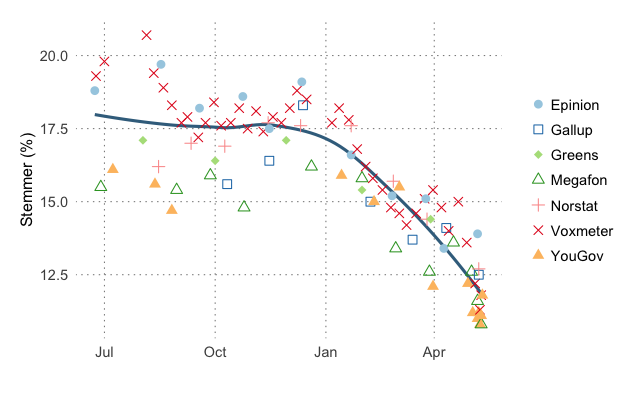 20.0
17.5
15.0
12.5
Stemmer (%)
Jul
Oct
Jan
Apr
Epinion
Gallup
Greens
Megafon
Norstat
Voxmeter
YouGov